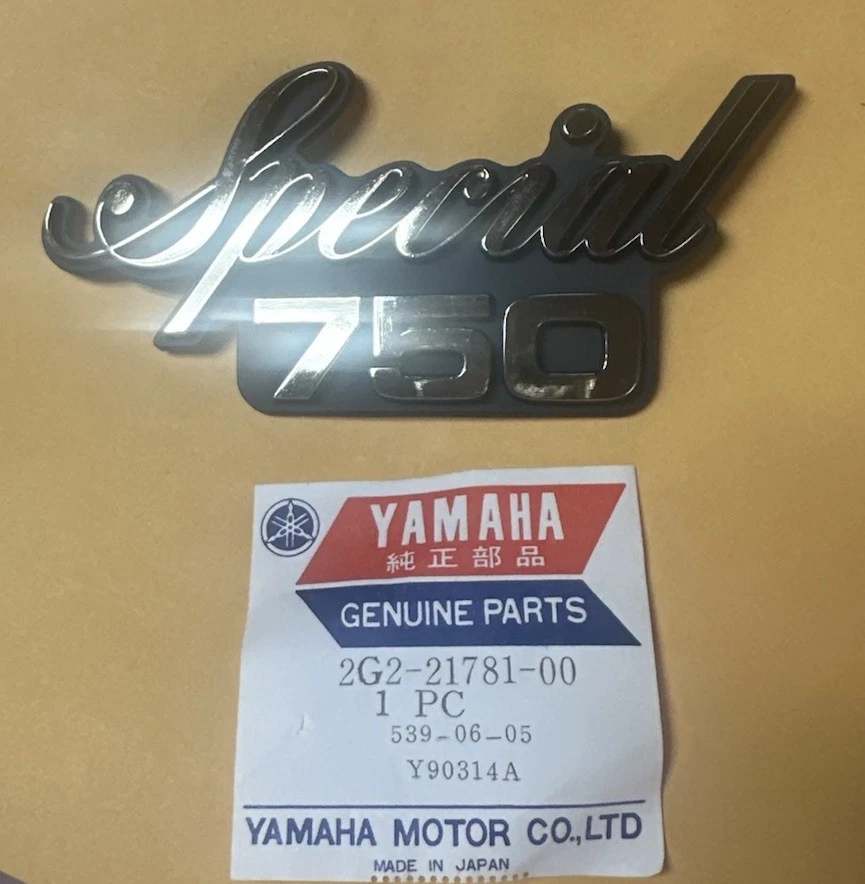 Special
750
YAMAHA
純正部品
GENUINE PARTS
2G2-21781-00
1 PC
539-06-05
Y90314A
YAMAHA MOTOR CO.,LTD
MADE IN JAPAN